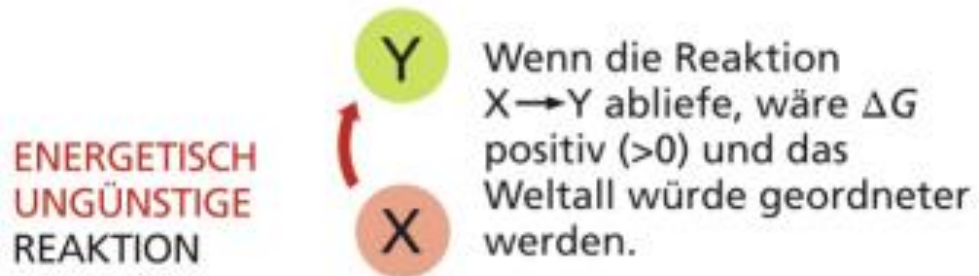 Y
X
ENERGETISCH
UNGÜNSTIGE
REAKTION
Wenn die Reaktion
X→Y abliefe, wäre ΔG
positiv (>0) und das
Weltall würde geordneter
werden.